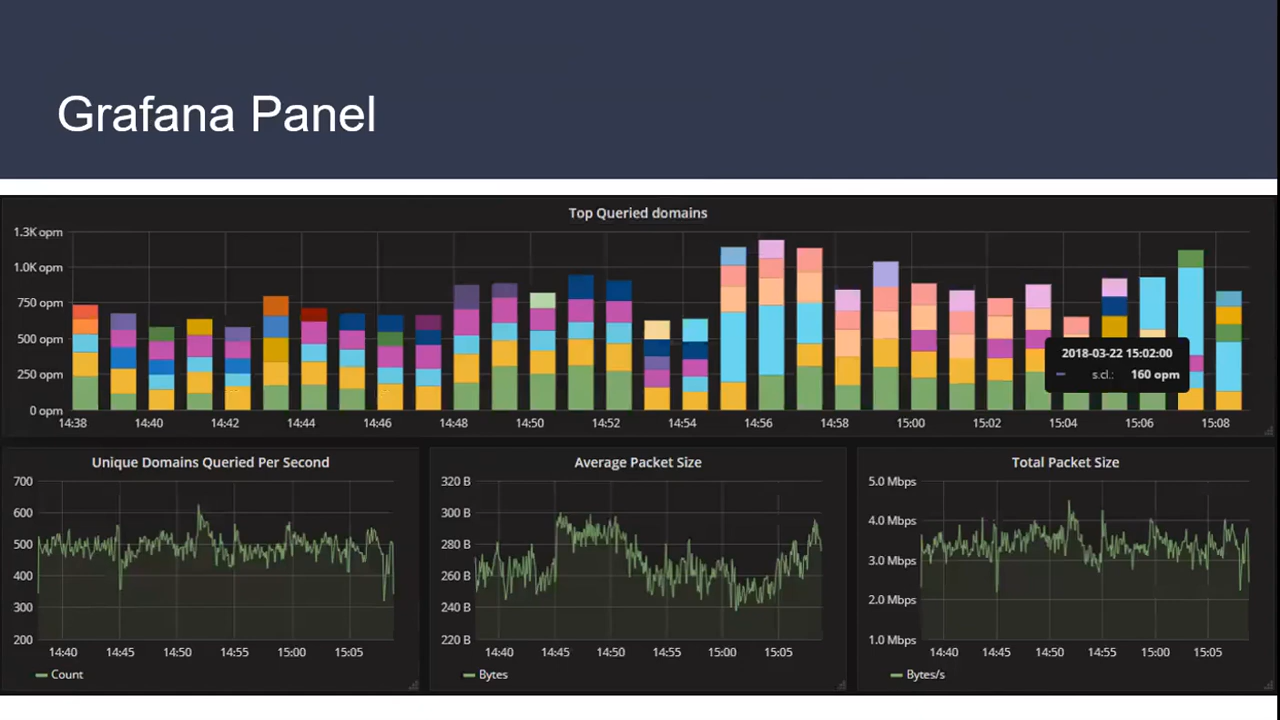 Grafana Panel
Top Queried domains
1.3K opm
1.0K opm
750 opm
500 opm
250 opm
0 opm
14:38 14:40 14:42 14:44 14:46 14:48 14:50 14:52 14:54 14:56 14:58 15:00 15:02 15:04 15:06 15:08
2018-03-22 15:02:00
s.cl.: 160 opm
Unique Domains Queried Per Second
700
600
500
400
300
200
14:40 14:45 14:50 14:55 15:00 15:05
Count
Average Packet Size
320 B
300 B
280 B
260 B
240 B
220 B
14:40 14:45 14:50 14:55 15:00 15:05
Bytes
Total Packet Size
5.0 Mbps
4.0 Mbps
3.0 Mbps
2.0 Mbps
1.0 Mbps
14:40 14:45 14:50 14:55 15:00 15:05
Bytes/s